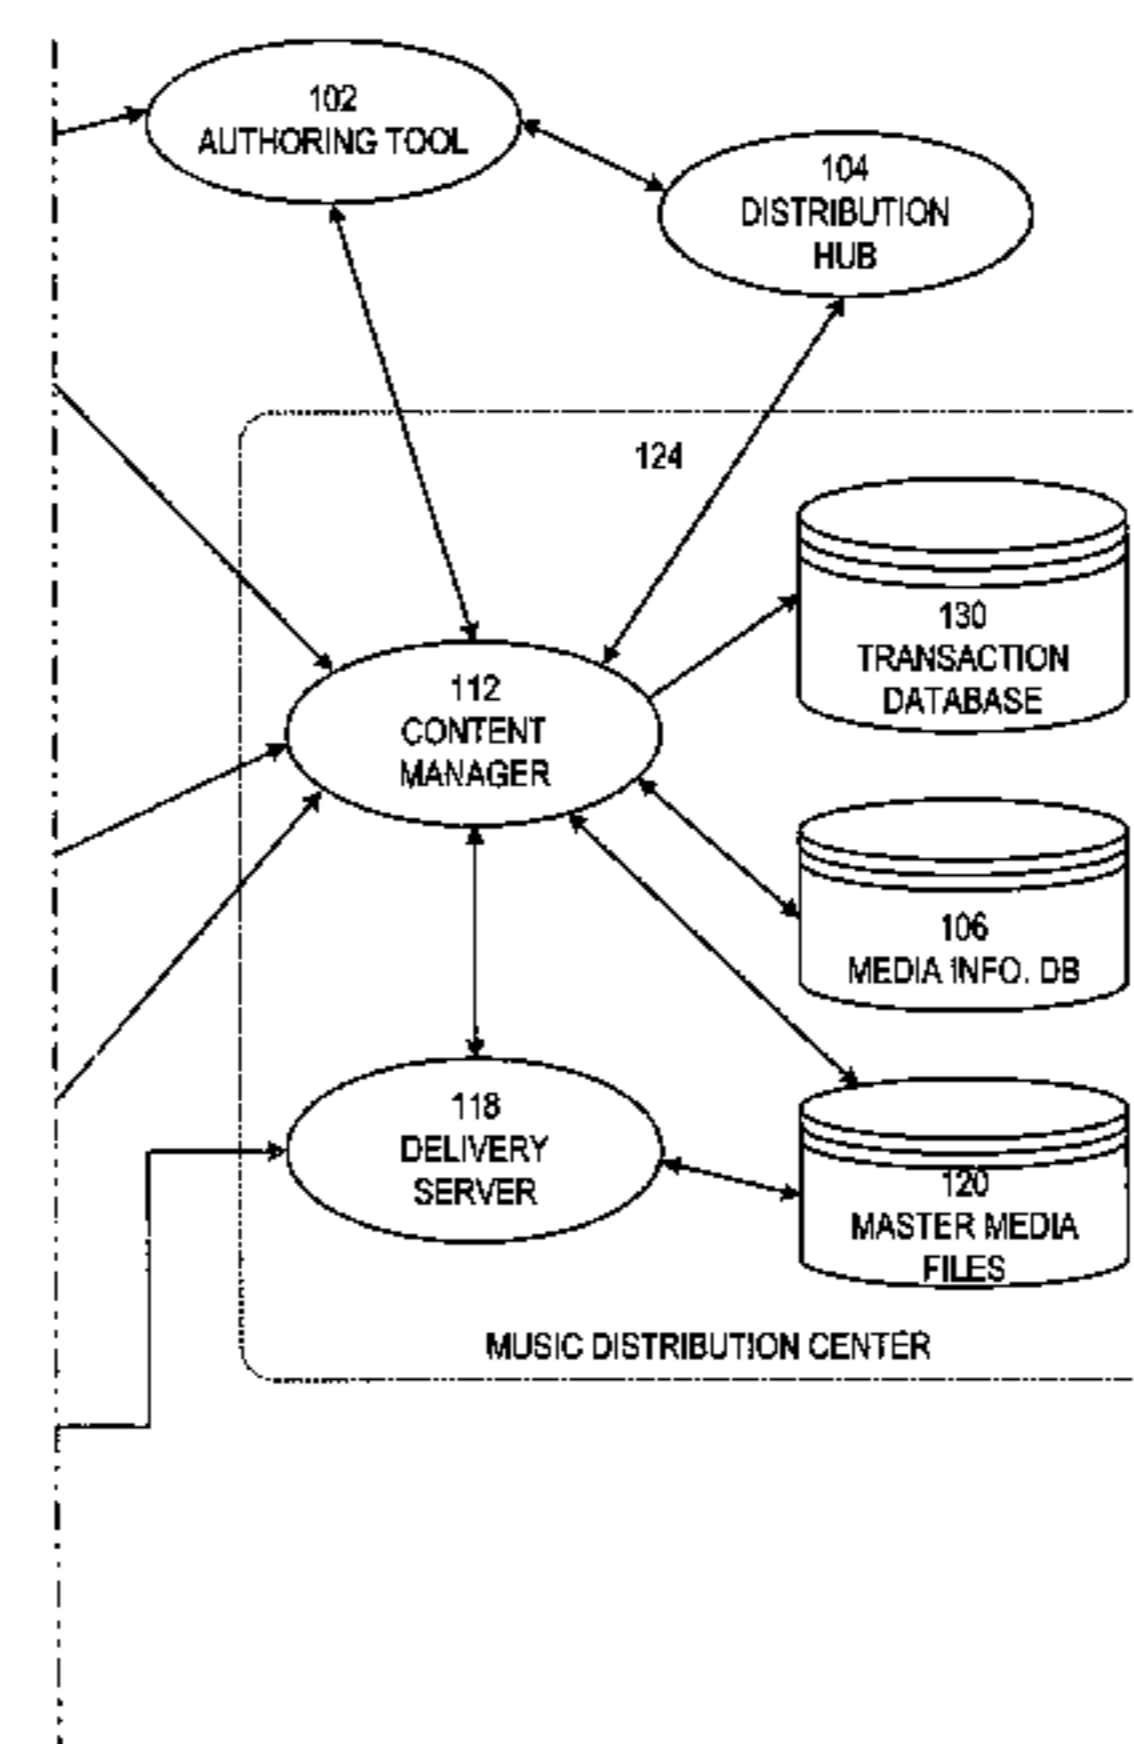 102
AUTHORING TOOL
104
DISTRIBUTION
HUB
124
130
TRANSACTION
DATABASE
112
CONTENT
MANAGER
106
MEDIA INFO. DB
118
DELIVERY
SERVER
120
MASTER MEDIA
FILES
MUSIC DISTRIBUTION CENTER